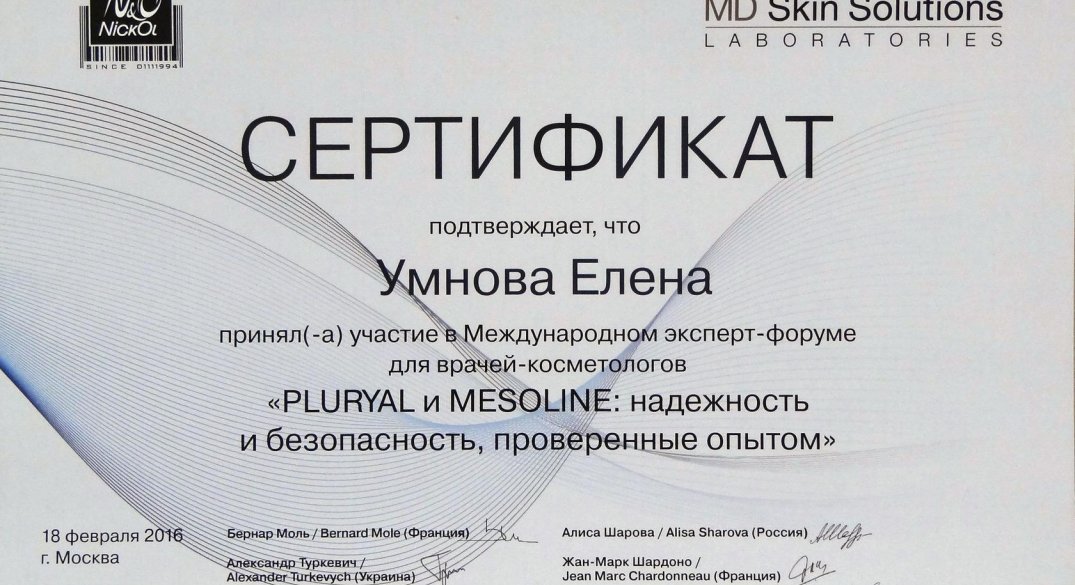 N&O
NICKOL
SINCE 01111994
MD Skin Solutions
LABORATORIES
СЕРТИФИКАТ
подтверждает, что
Умнова Елена
принял(-а) участие в Международном эксперт-форуме
для врачей-косметологов
«PLURYAL и MESOLINE: надежность
и безопасность, проверенные опытом»
18 февраля 2016
г. Москва
Бернар Моль / Bernard Mole (Франция)
Александр Туркевич /
Alexander Turkevych (Украина)
Алиса Шарова / Alisa Sharova (Россия)
Жан-Марк Шардоно /
Jean Marc Chardonneau (Франция)